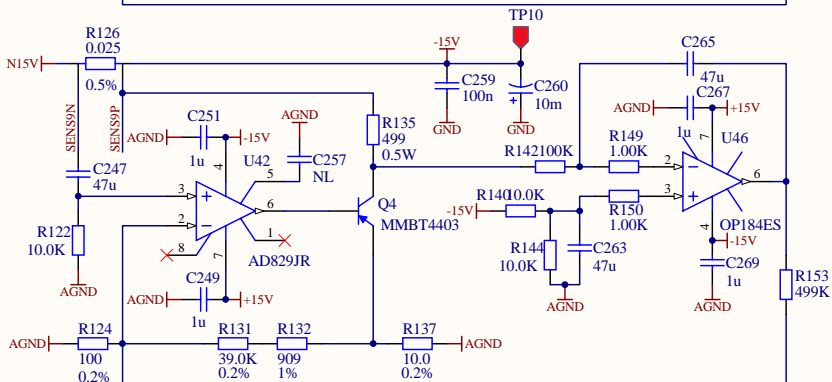 TP10
R126
0.025
0.5%
N15V
-15V
C265
47u
SENS9N
SENS9P
C251
1u
AGND
-15V
AGND
C259
100n
GND
C260
10m
GND
C267
1u
AGND
+15V
R135
499
0.5W
U42
C257
NL
R142
100K
R149
1.00K
U46
7
2
3
6
4
C247
47u
4
5
3
2
6
1
8
7
Q4
MMBT4403
AD829JR
-15V
R140
10.0K
R150
1.00K
OP184ES
-15V
R122
10.0K
AGND
R144
10.0K
C263
47u
AGND
C269
1u
AGND
R153
499K
C249
1u
AGND
+15V
AGND
R124
100
0.2%
R131
39.0K
0.2%
R132
909
1%
R137
10.0
0.2%
AGND